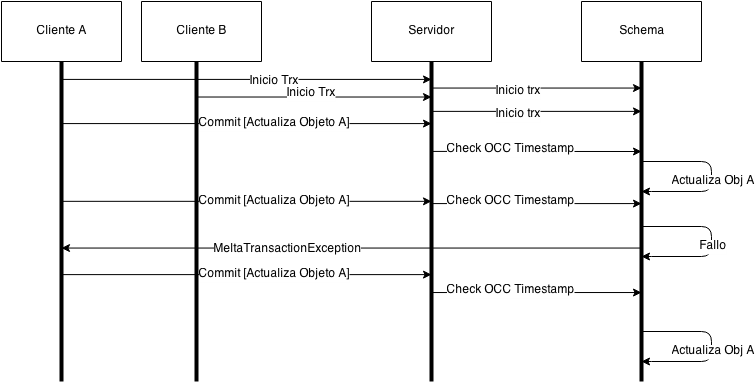 Cliente A
Cliente B
Servidor
Schema
Inicio Trx
Inicio trx
Inicio Trx
Inicio trx
Commit [Actualiza Objeto A]
Check OCC Timestamp
Actualiza Obj A
Commit [Actualiza Objeto A]
Check OCC Timestamp
Fallo
MeltaTransactionException
Commit [Actualiza Objeto A]
Check OCC Timestamp
Actualiza Obj A